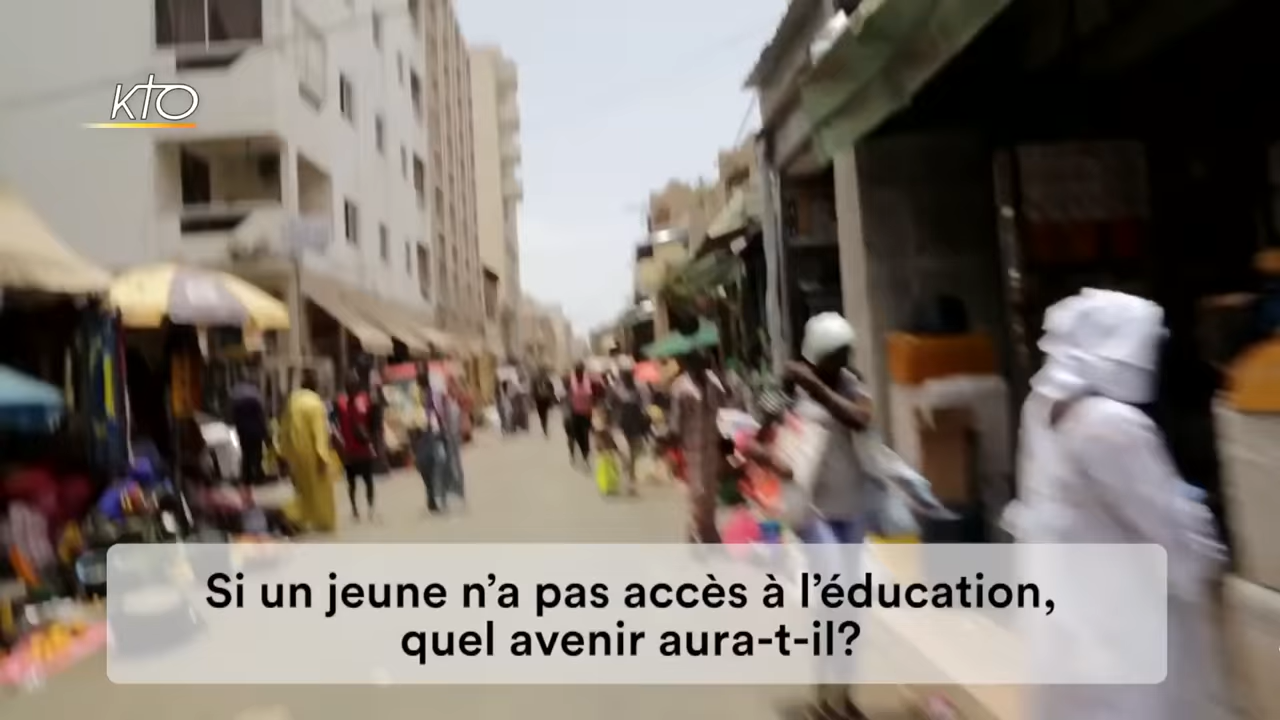 KTO
Si un jeune n’a pas accès à l’éducation,
quel avenir aura-t-il?